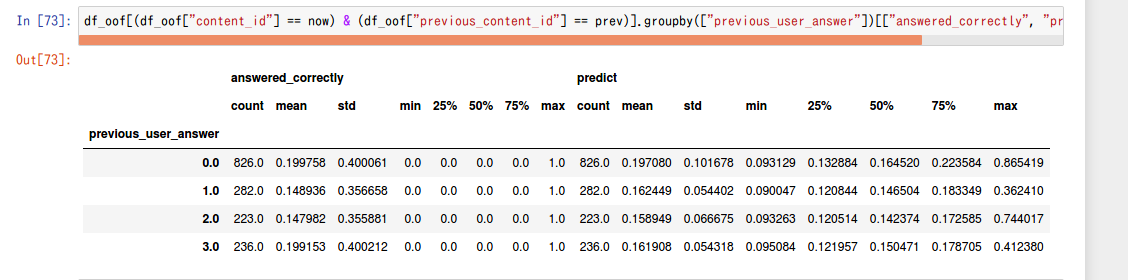 In [73]: df_oof[(df_oof["content_id"] == now) & (df_oof["previous_content_id"] == prev)].groupby(["previous_user_answer"])[["answered_correctly", "pr
Out[73]:
answered_correctly predict
count mean std min 25% 50% 75% max count mean std min 25% 50% 75% max
previous_user_answer
0.0 826.0 0.199758 0.400061 0.0 0.0 0.0 0.0 1.0 826.0 0.197080 0.101678 0.093129 0.132884 0.164520 0.223584 0.865419
1.0 282.0 0.148936 0.356658 0.0 0.0 0.0 0.0 1.0 282.0 0.162449 0.054402 0.090047 0.120844 0.146504 0.183349 0.362410
2.0 223.0 0.147982 0.355881 0.0 0.0 0.0 0.0 1.0 223.0 0.158949 0.066675 0.093263 0.120514 0.142374 0.172585 0.744017
3.0 236.0 0.199153 0.400212 0.0 0.0 0.0 0.0 1.0 236.0 0.161908 0.054318 0.095084 0.121957 0.150471 0.178705 0.412380